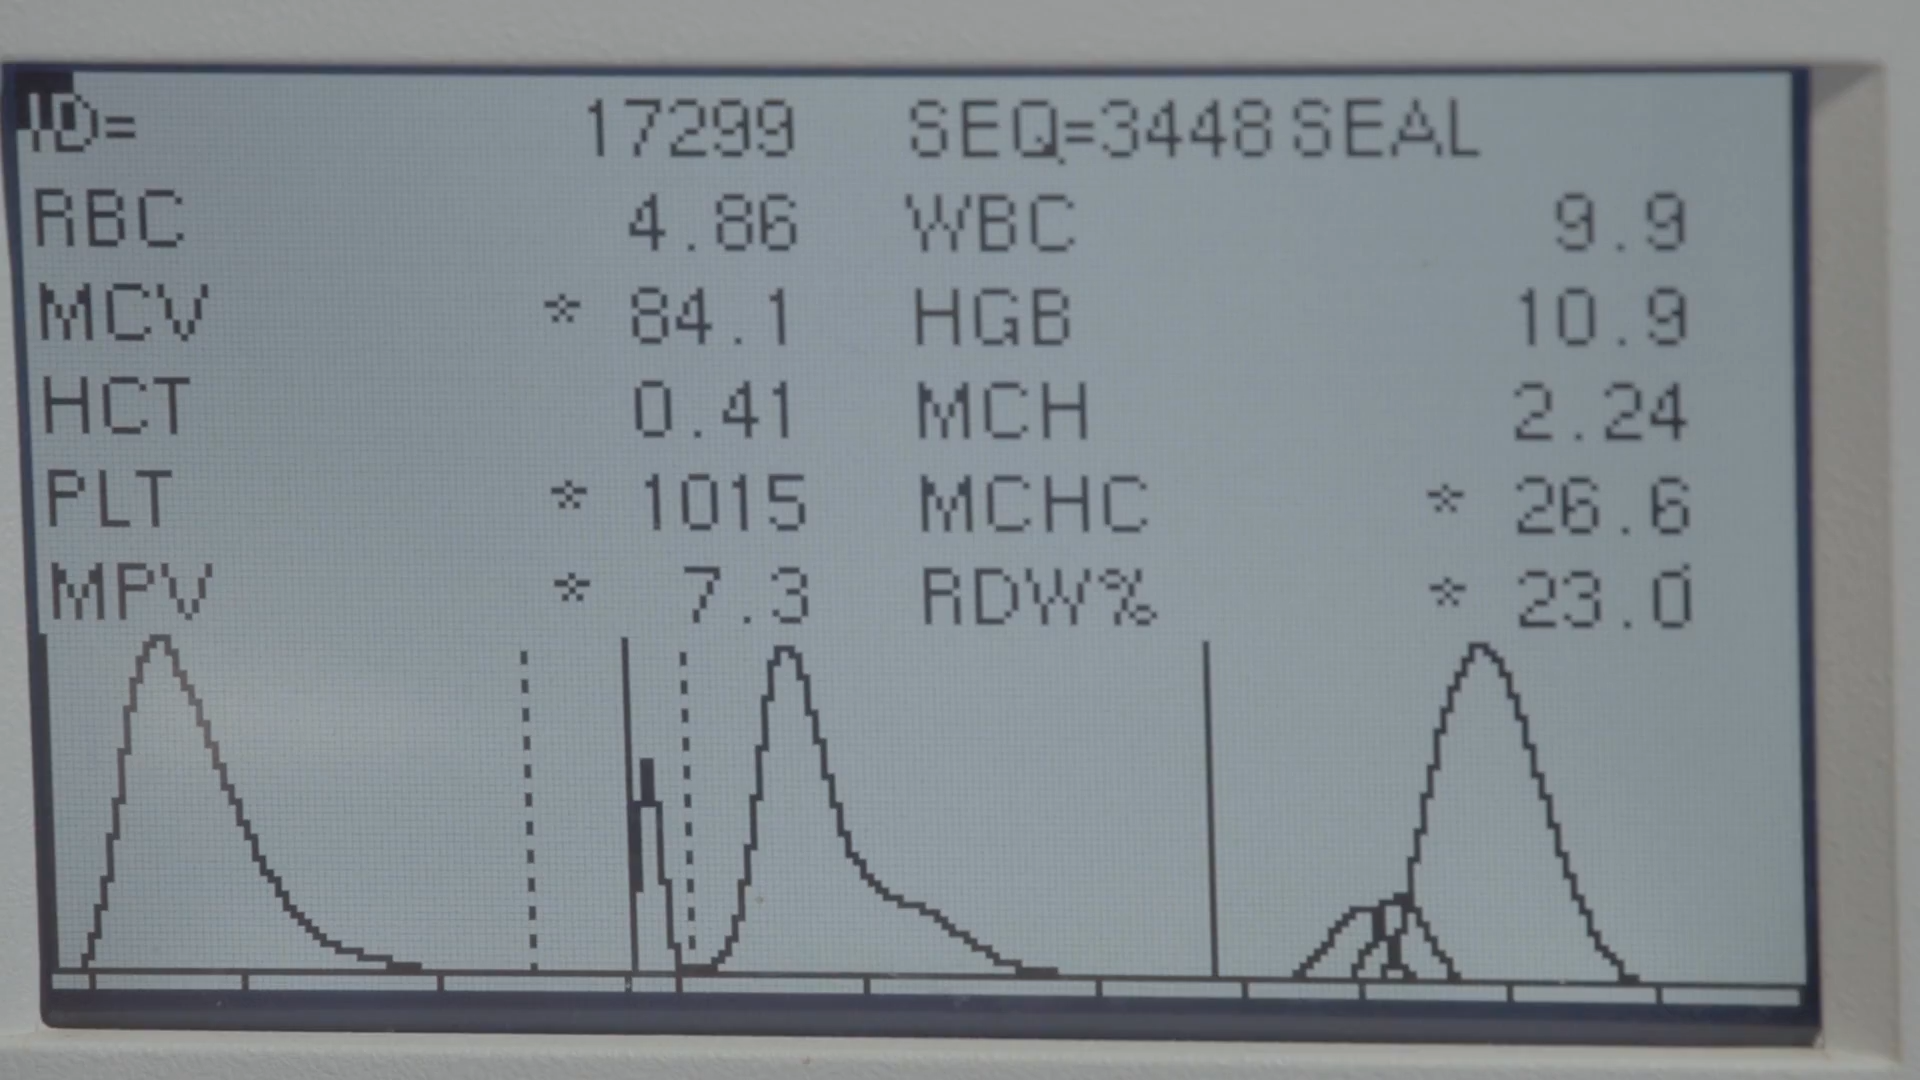 ID= 17299 SEQ=3448 SEAL
RBC 4.86 WBC 9.9
MCV * 84.1 HGB 10.9
HCT 0.41 MCH 2.24
PLT * 1015 MCHC * 26.6
MPV * 7.3 RDW% * 23.0